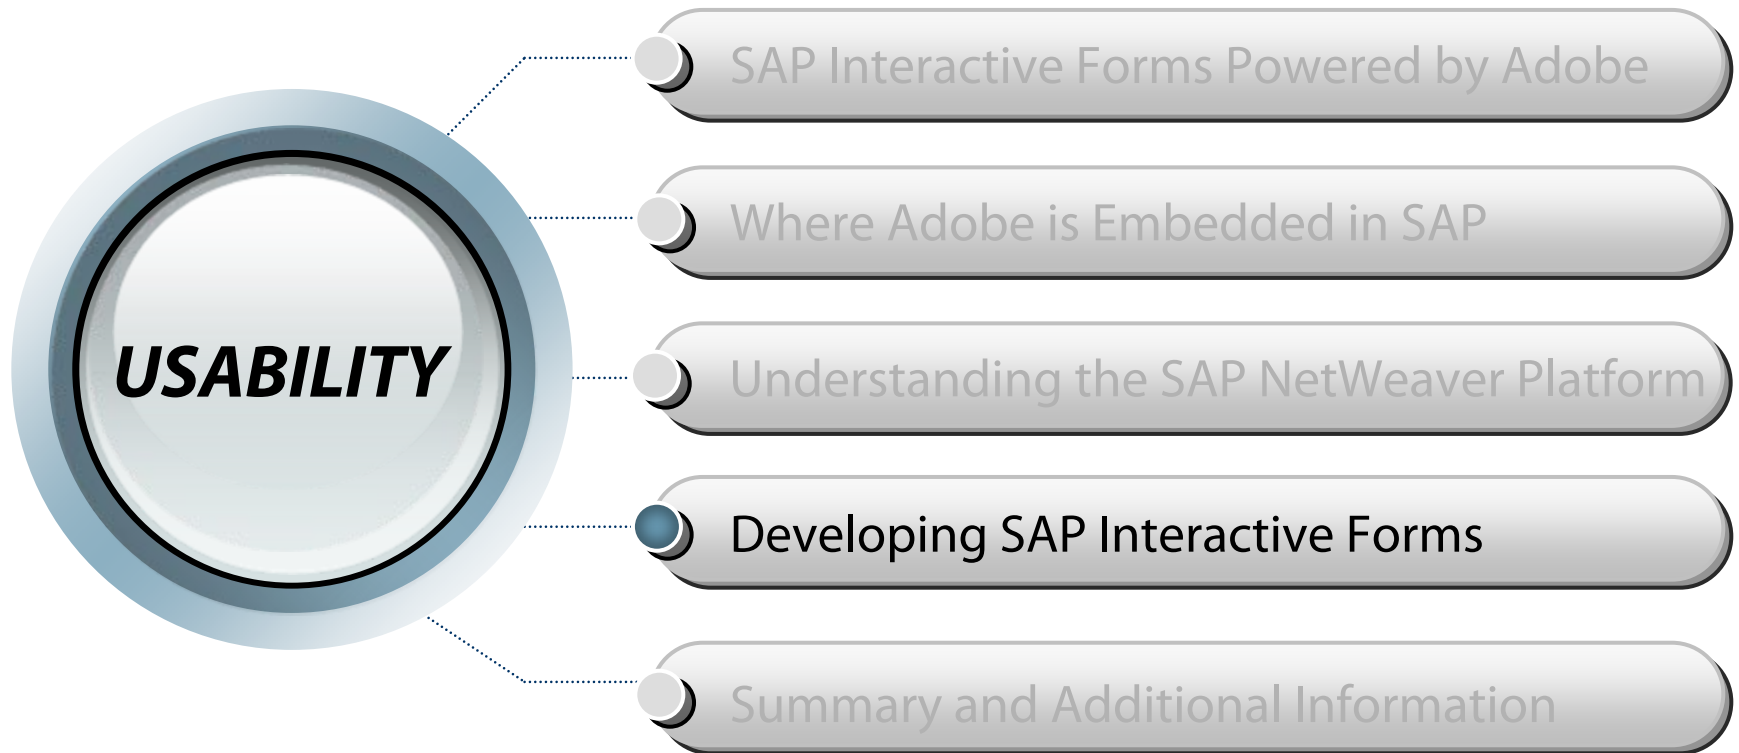 USABILITY
SAP Interactive Forms Powered by Adobe
Where Adobe is Embedded in SAP
Understanding the SAP NetWeaver Platform
Developing SAP Interactive Forms
Summary and Additional Information